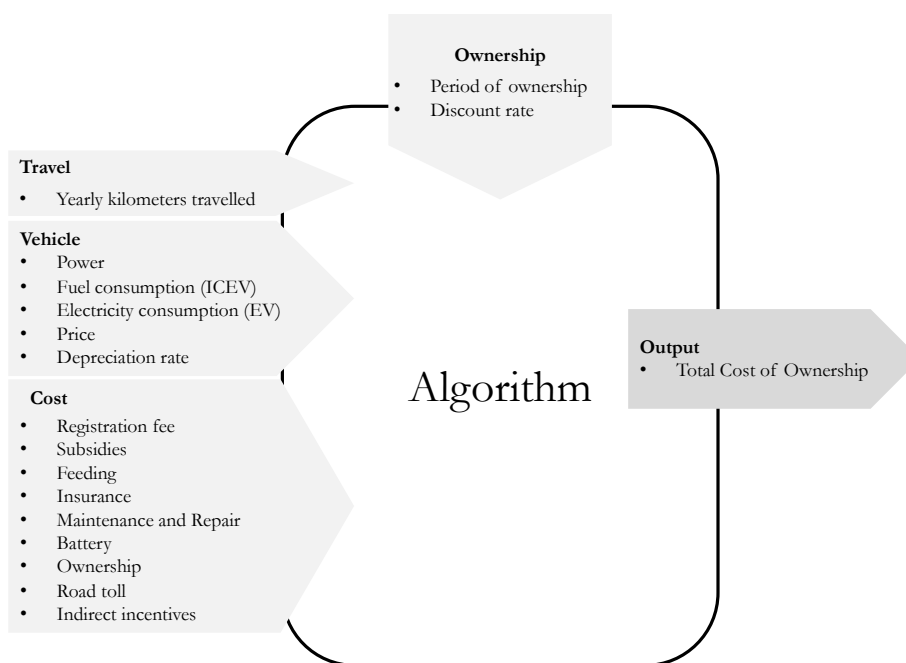 Ownership
• Period of ownership
• Discount rate
Travel
• Yearly kilometers travelled
Vehicle
• Power
• Fuel consumption (ICEV)
• Electricity consumption (EV)
• Price
• Depreciation rate
Cost
• Registration fee
• Subsidies
• Feeding
• Insurance
• Maintenance and Repair
• Battery
• Ownership
• Road toll
• Indirect incentives
Algorithm
Output
• Total Cost of Ownership